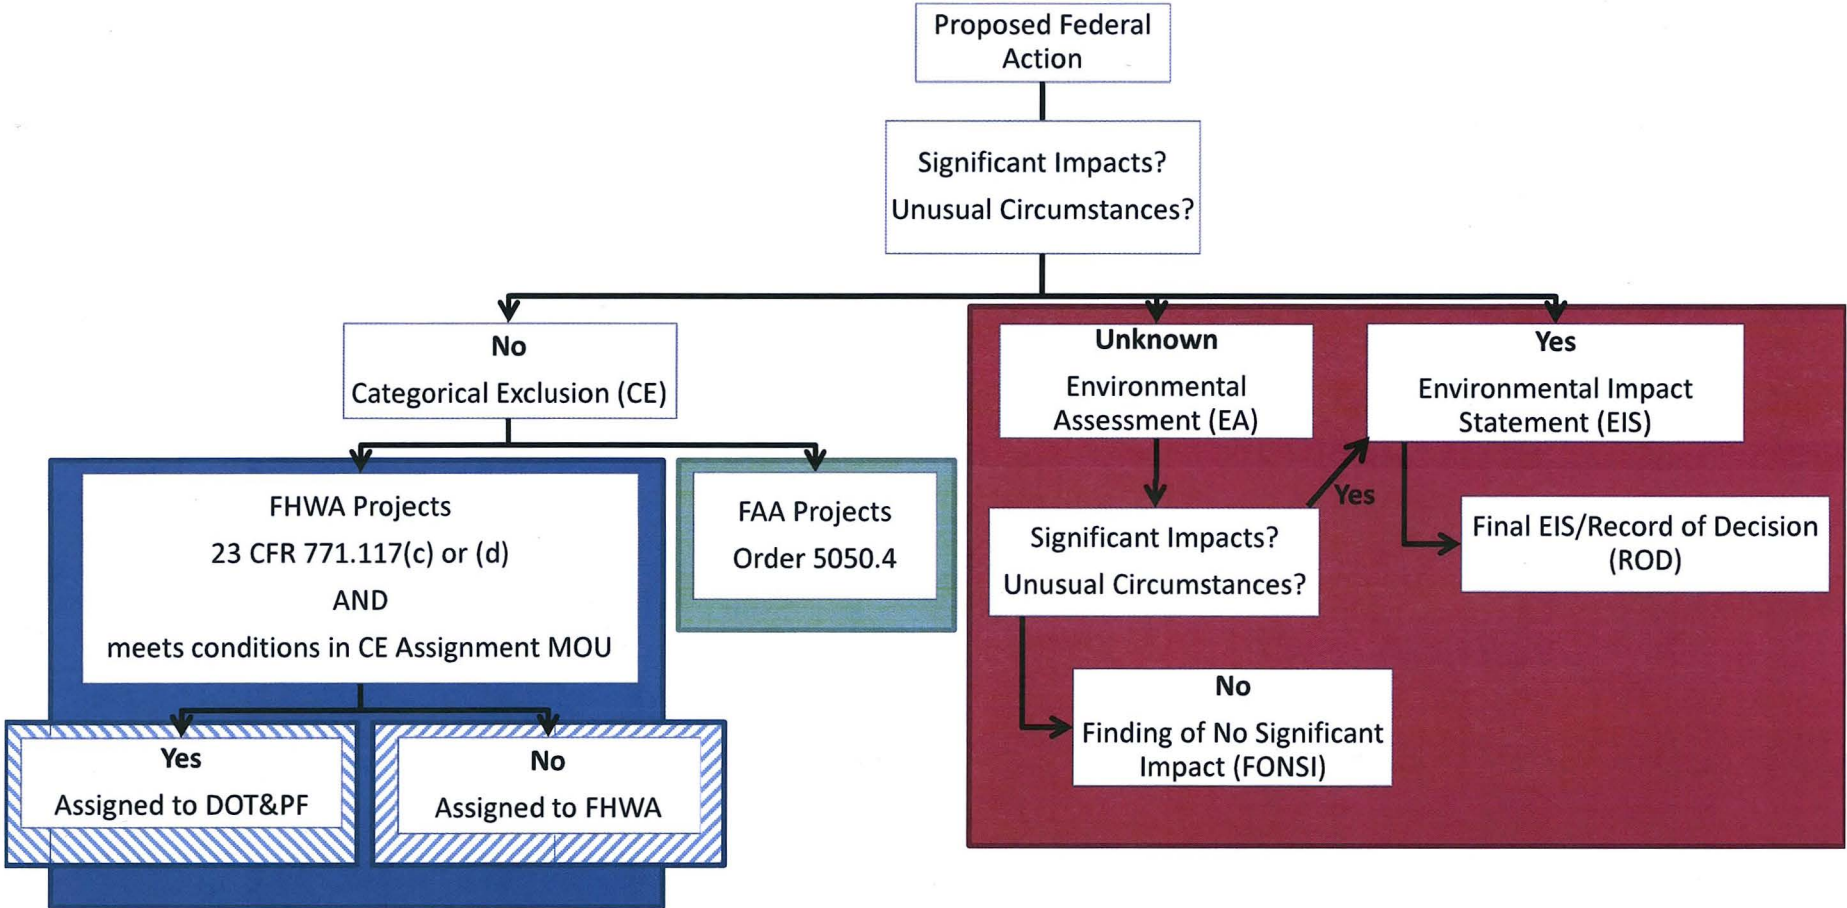 Proposed Federal
Action
Significant Impacts?
Unusual Circumstances?
No
Categorical Exclusion (CE)
Unknown
Environmental
Assessment (EA)
Yes
Environmental Impact
Statement (EIS)
FHWA Projects
23 CFR 771.117(c) or (d)
AND
meets conditions in CE Assignment MOU
FAA Projects
Order 5050.4
Significant Impacts?
Unusual Circumstances?
Yes
Final EIS/Record of Decision
(ROD)
No
Finding of No Significant
Impact (FONSI)
Yes
Assigned to DOT&PF
No
Assigned to FHWA